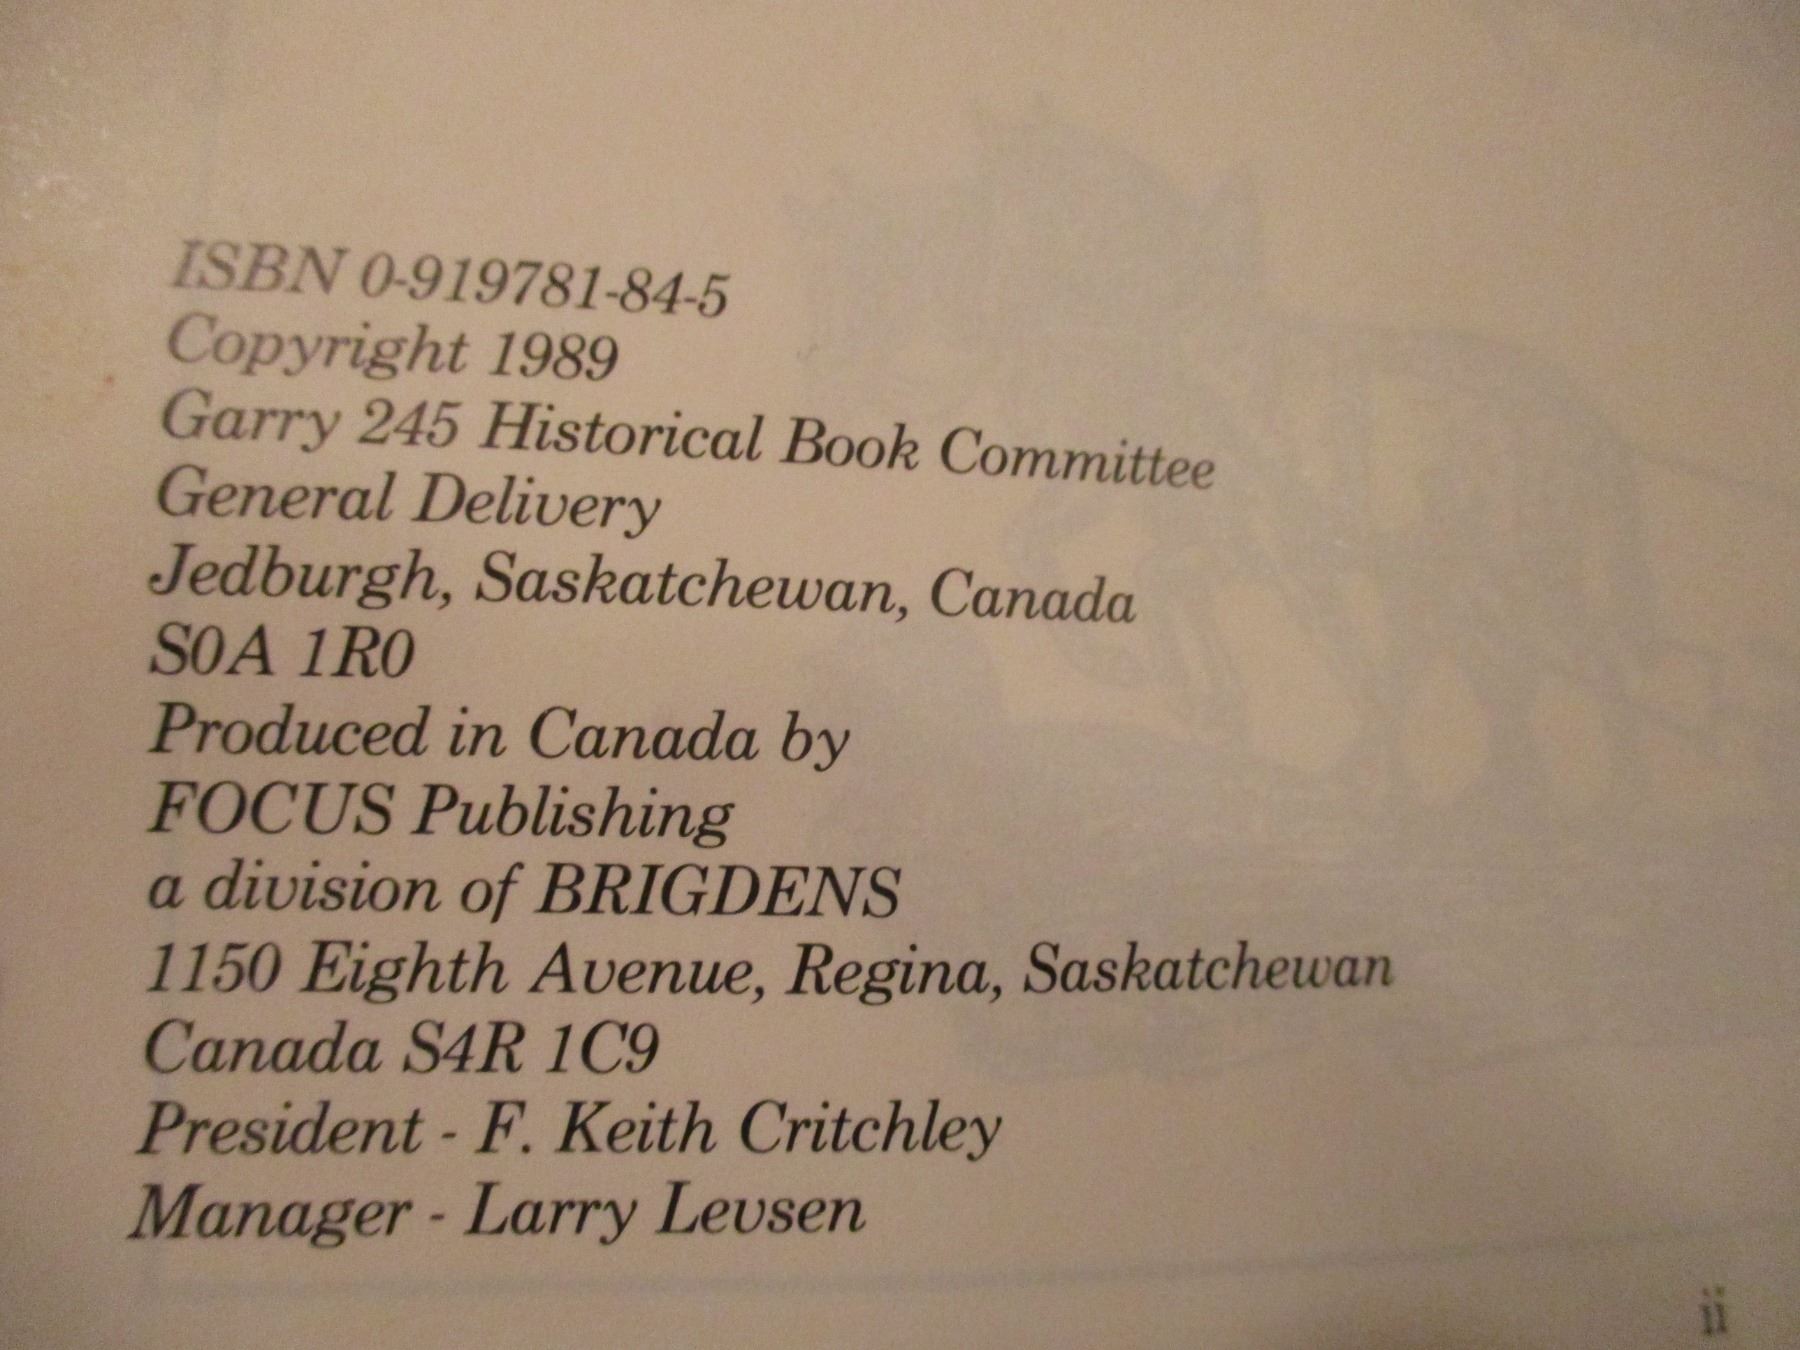 ISBN 0-919781-84-5
Copyright 1989
Garry 245 Historical Book Committee
General Delivery
Jedburgh, Saskatchewan, Canada
S0A 1R0
Produced in Canada by
FOCUS Publishing
a division of BRIGDENS
1150 Eighth Avenue, Regina, Saskatchewan
Canada S4R 1C9
President - F. Keith Critchley
Manager - Larry Levsen
ii